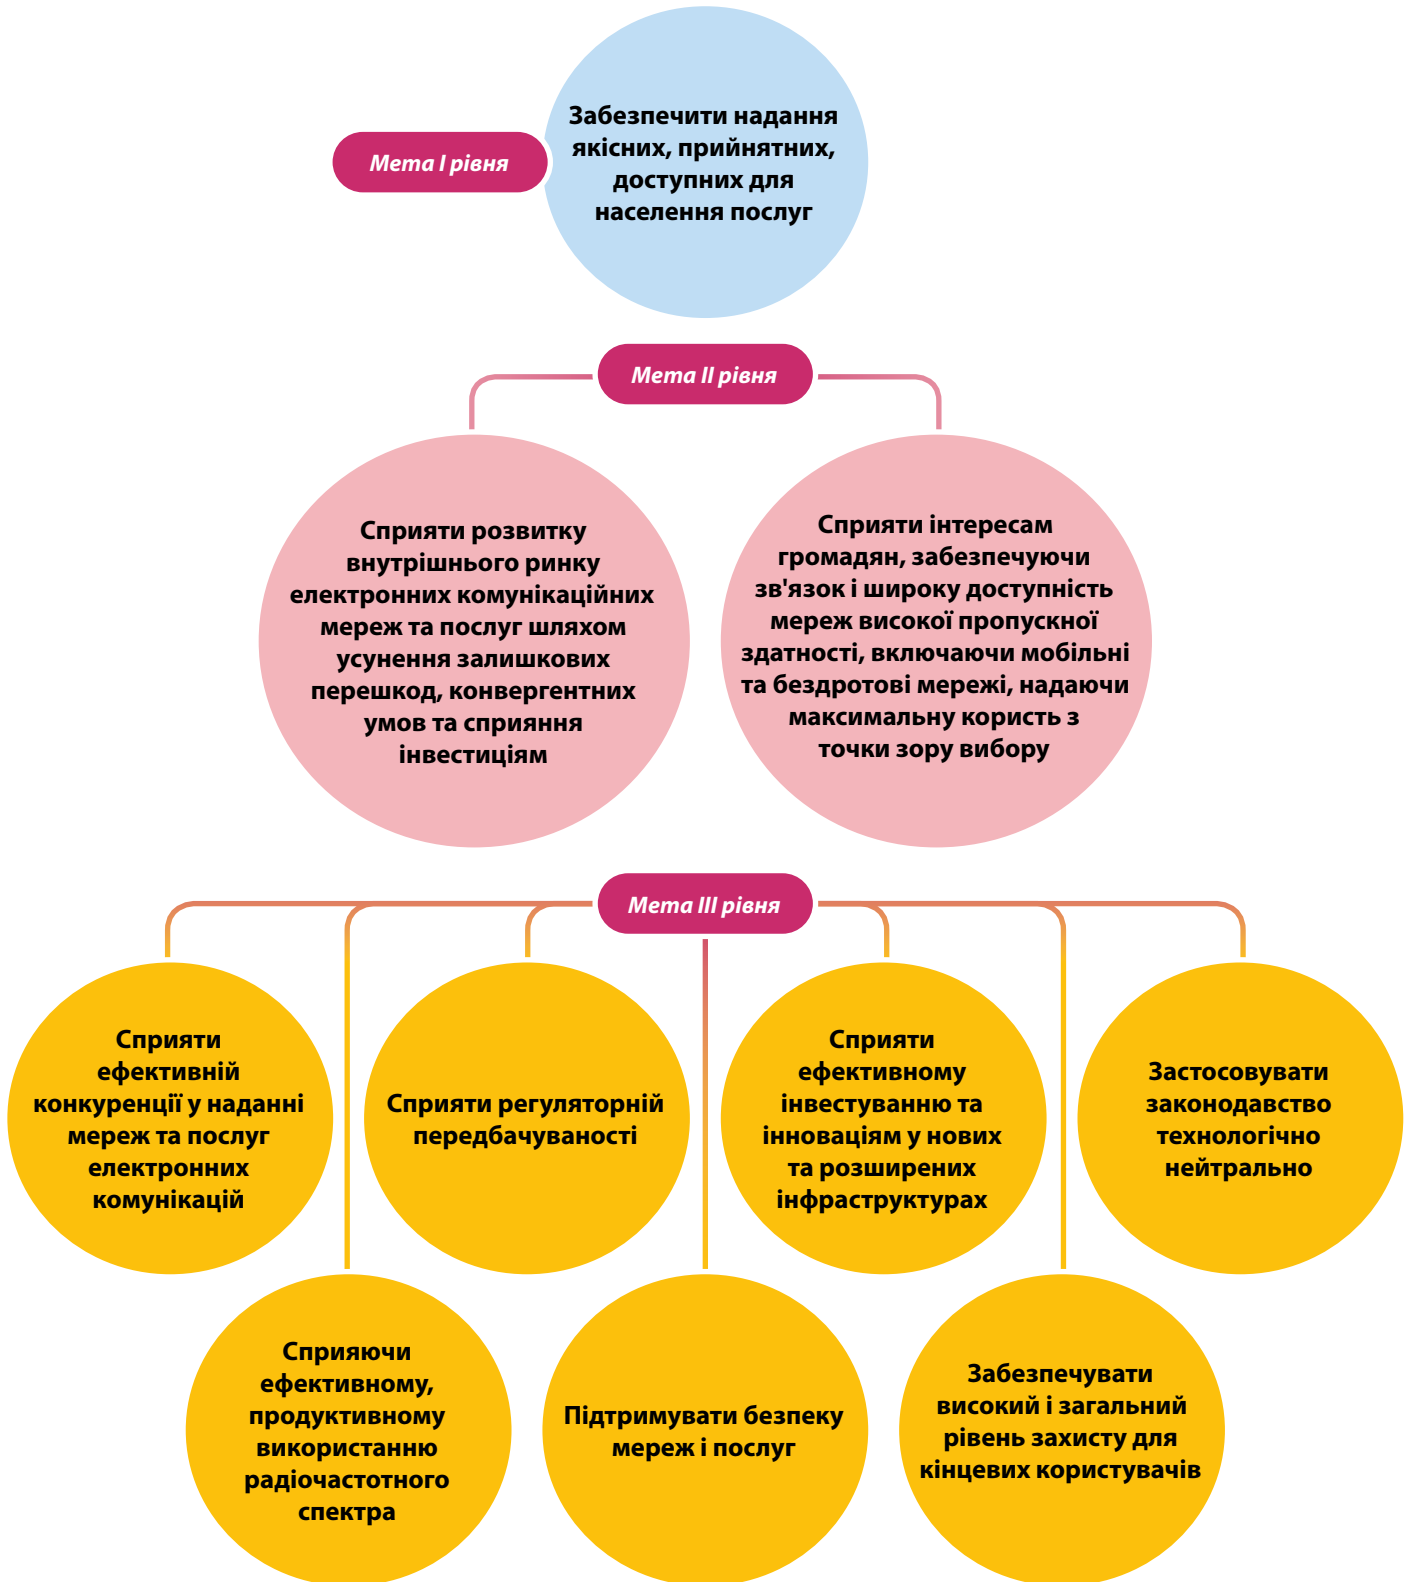 Забезпечити надання
якісних, прийнятних,
доступних для
населення послуг
Мета І рівня
Мета ІІ рівня
Сприяти розвитку
внутрішнього ринку
електронних комунікаційних
мереж та послуг шляхом
усунення залишкових
перешкод, конвергентних
умов та сприяння
інвестиціям
Сприяти інтересам
громадян, забезпечуючи
зв'язок і широку доступність
мереж високої пропускної
здатності, включаючи мобільні
та бездротові мережі, надаючи
максимальну користь з
точки зору вибору
Мета ІІІ рівня
Сприяти
ефективній
конкуренції у наданні
мереж та послуг
електронних
комунікацій
Сприяти регуляторній
передбачуваності
Сприяти
ефективному
інвестуванню та
інноваціям у нових
та розширених
інфраструктурах
Застосовувати
законодавство
технологічно
нейтрально
Сприяючи
ефективному,
продуктивному
використанню
радіочастотного
спектра
Підтримувати безпеку
мереж і послуг
Забезпечувати
високий і загальний
рівень захисту для
кінцевих користувачів